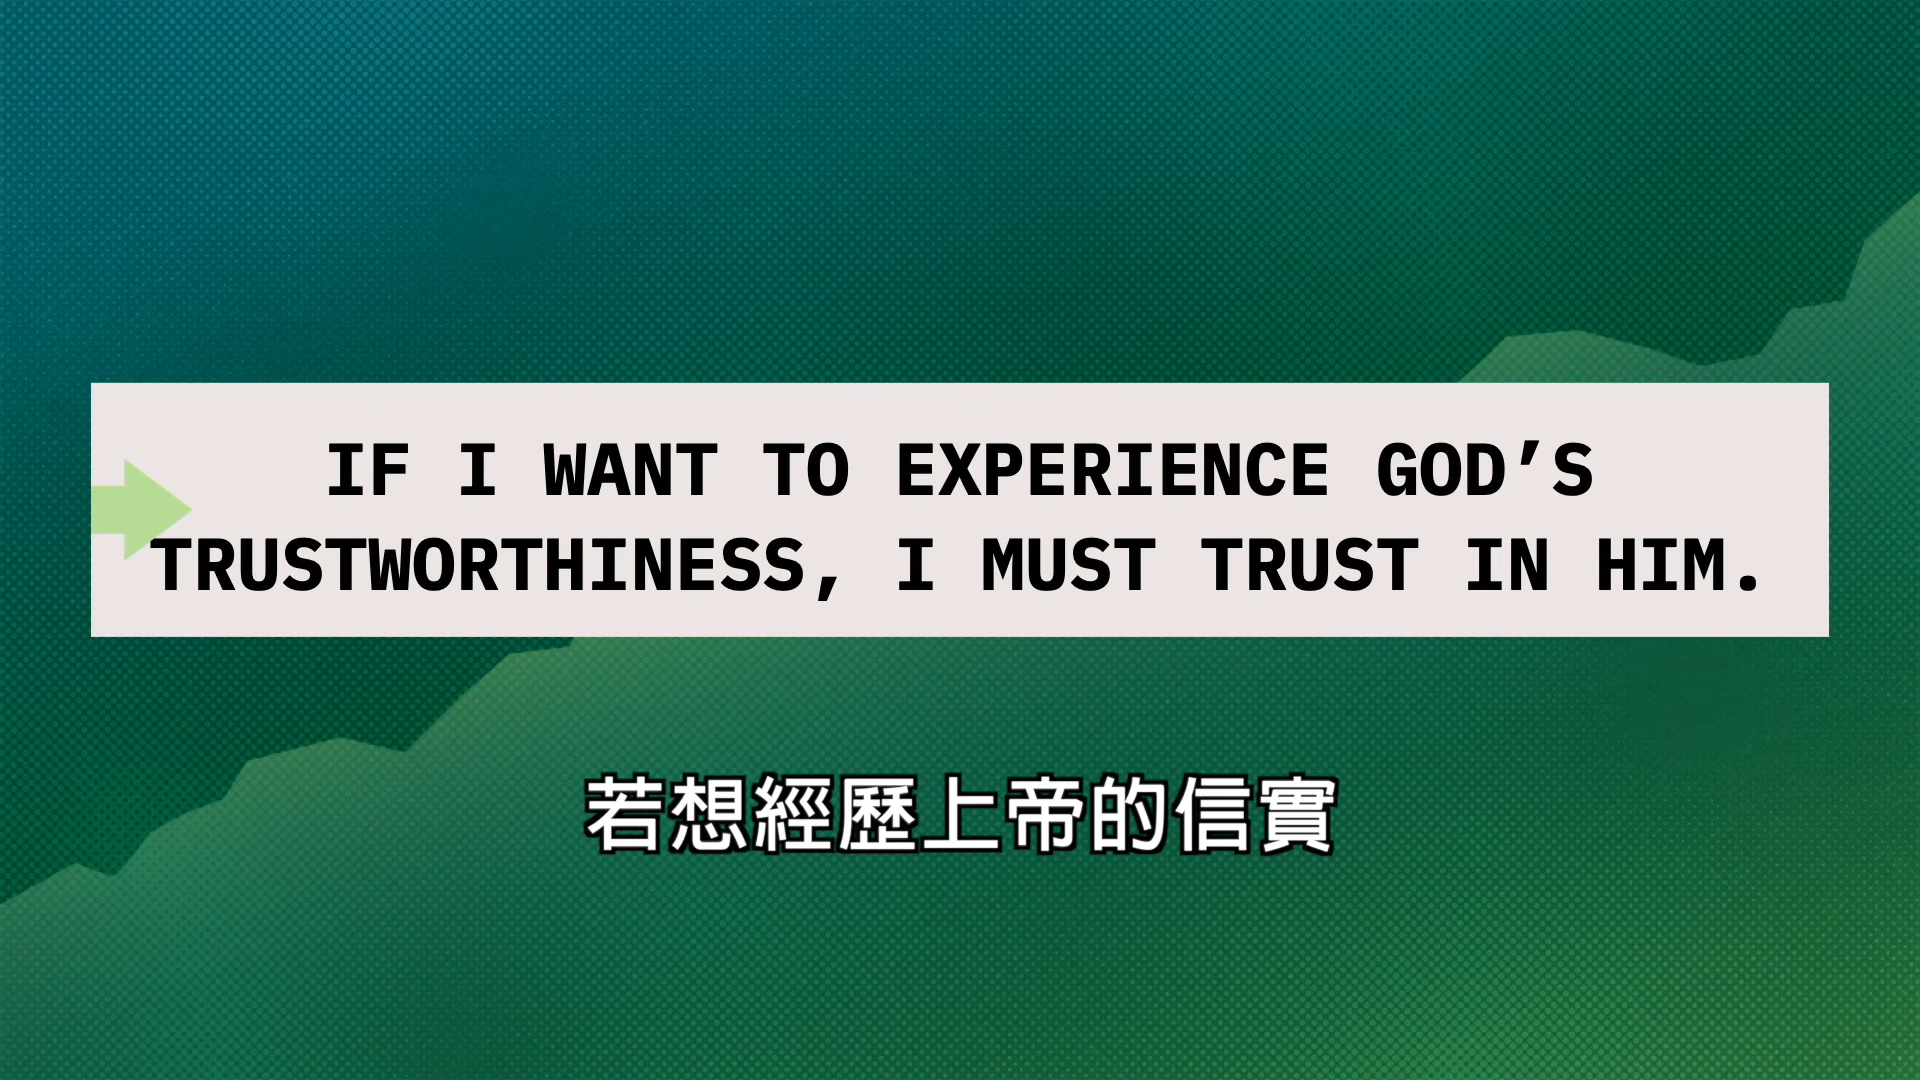 IF I WANT TO EXPERIENCE GOD’S
TRUSTWORTHINESS, I MUST TRUST IN HIM.
若想經歷上帝的信實